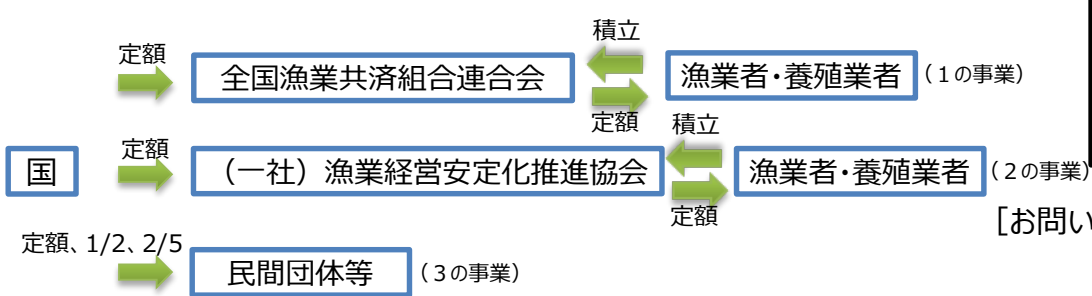 積立
定額
全国漁業共済組合連合会
漁業者・養殖業者
(1の事業)
定額
積立
定額
国
(一社)漁業経営安定化推進協会
漁業者・養殖業者
(2の事業)
定額
[お問い
定額、1/2、2/5
民間団体等
(3の事業)